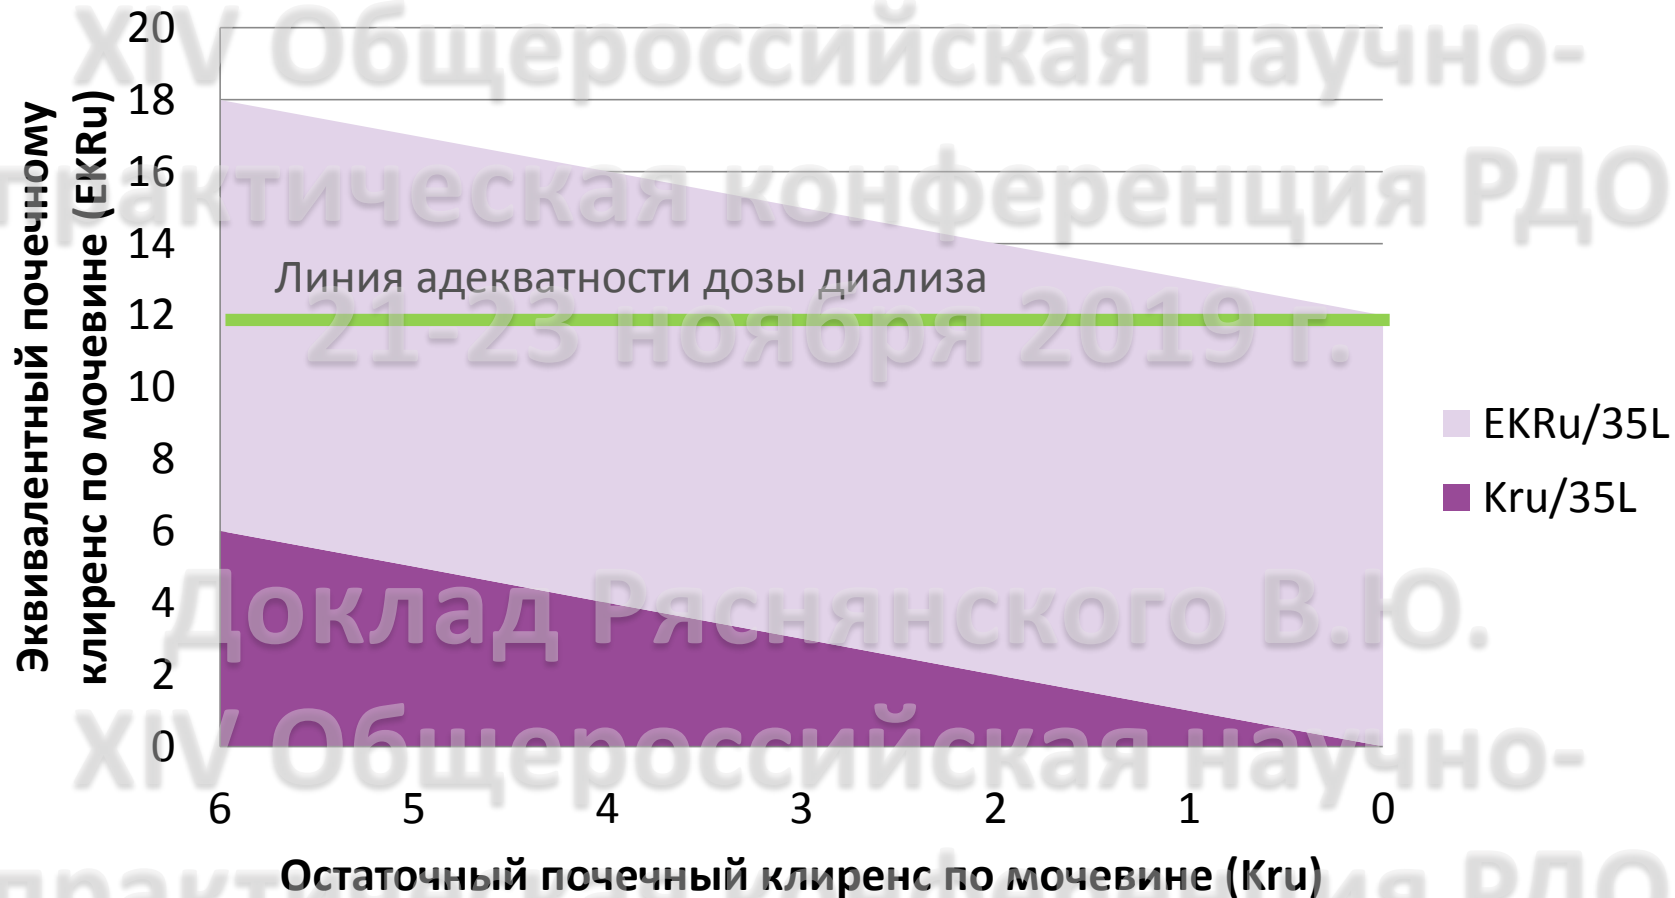 XIV Общероссийская научно-
практическая конференция РДО
21-23 ноября 2019 г.
Доклад Ряснянского В.Ю.
XIV Общероссийская научно-
практическая конференция РДО
Эквивалентный почечному
клиренс по мочевине (EKRu)
20
18
16
14
12
10
8
6
4
2
0
Линия адекватности дозы диализа
EKRu/35L
Kru/35L
6 5 4 3 2 1 0
Остаточный почечный клиренс по мочевине (Kru)